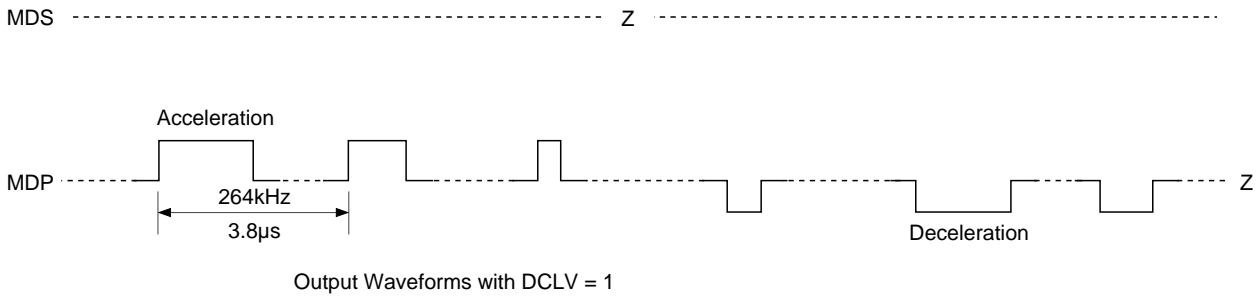 MDS Z
Acceleration
MDP Z
264kHz
3.8µs
Deceleration
Output Waveforms with DCLV = 1